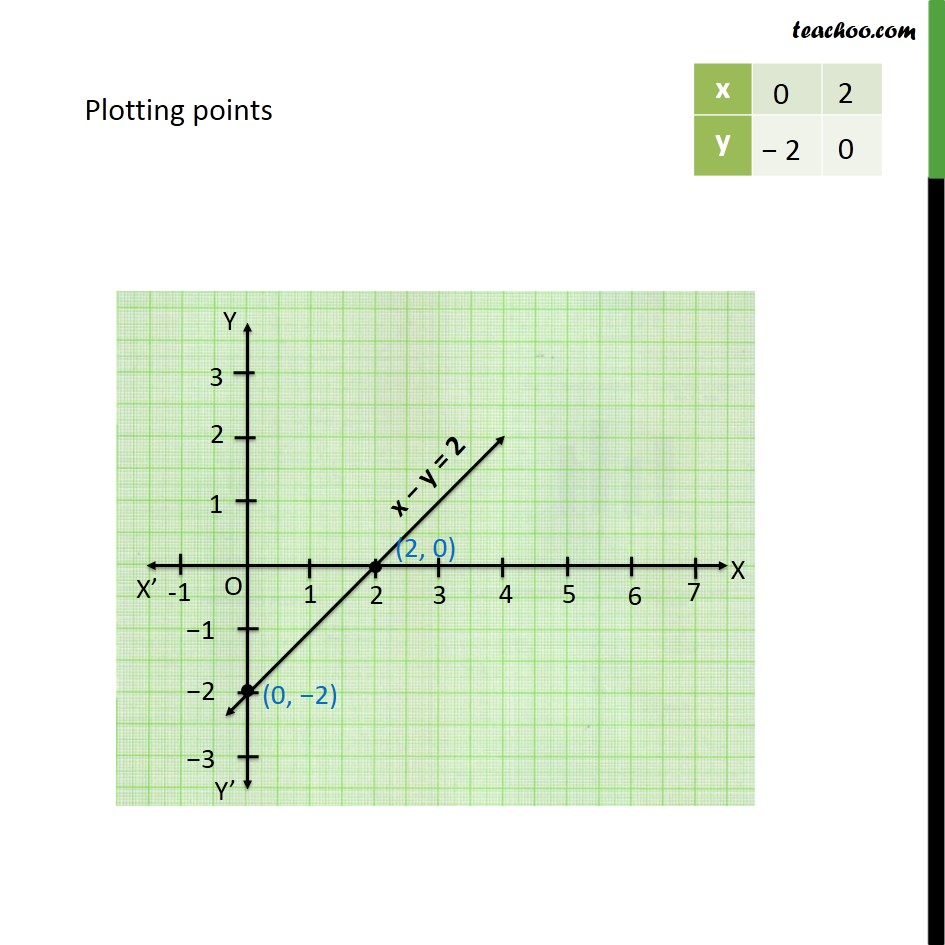 teachoo.com
Plotting points
x 0 2
y − 2 0
Y
3
2
1
x − y = 2
(2, 0)
X’ -1 O 1 2 3 4 5 6 7 X
−1
−2 (0, −2)
−3
Y’